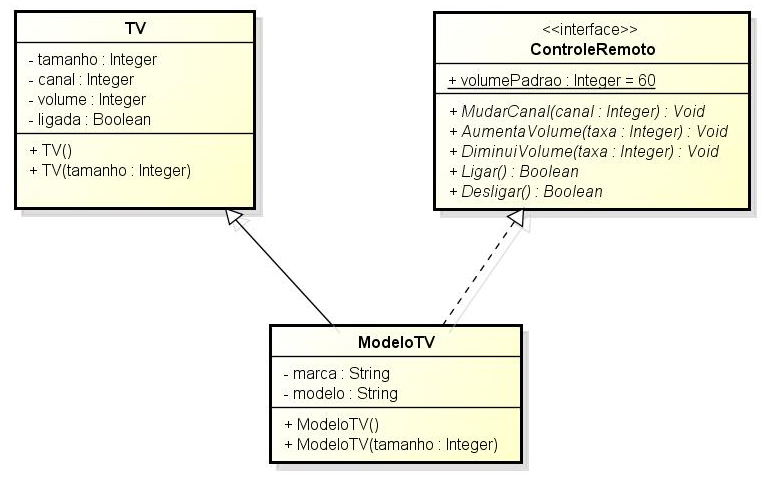 TV
- tamanho : Integer
- canal : Integer
- volume : Integer
- ligada : Boolean
+ TV()
+ TV(tamanho : Integer)
<<interface>>
ControleRemoto
+ volumePadrao : Integer = 60
+ MudarCanal(canal : Integer) : Void
+ AumentaVolume(taxa : Integer) : Void
+ DiminuiVolume(taxa : Integer) : Void
+ Ligar() : Boolean
+ Desligar() : Boolean
ModeloTV
- marca : String
- modelo : String
+ ModeloTV()
+ ModeloTV(tamanho : Integer)